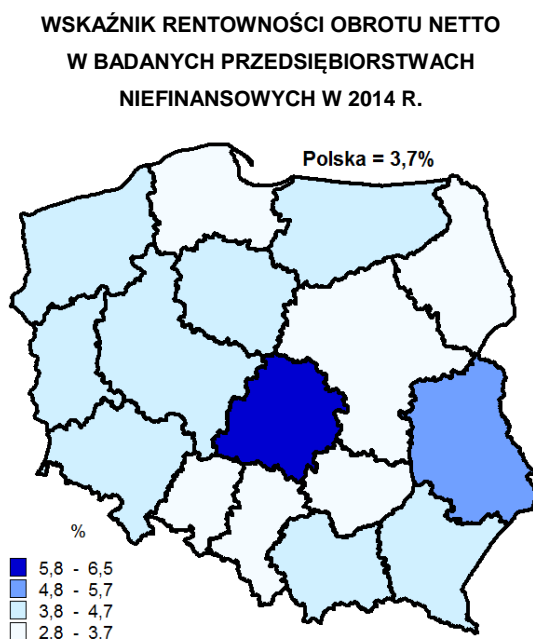 WSKAŹNIK RENTOWNOŚCI OBROTU NETTO
W BADANYCH PRZEDSIĘBIORSTWACH
NIEFINANSOWYCH W 2014 R.
Polska = 3,7%
%
5,8 - 6,5
4,8 - 5,7
3,8 - 4,7
2,8 - 3,7